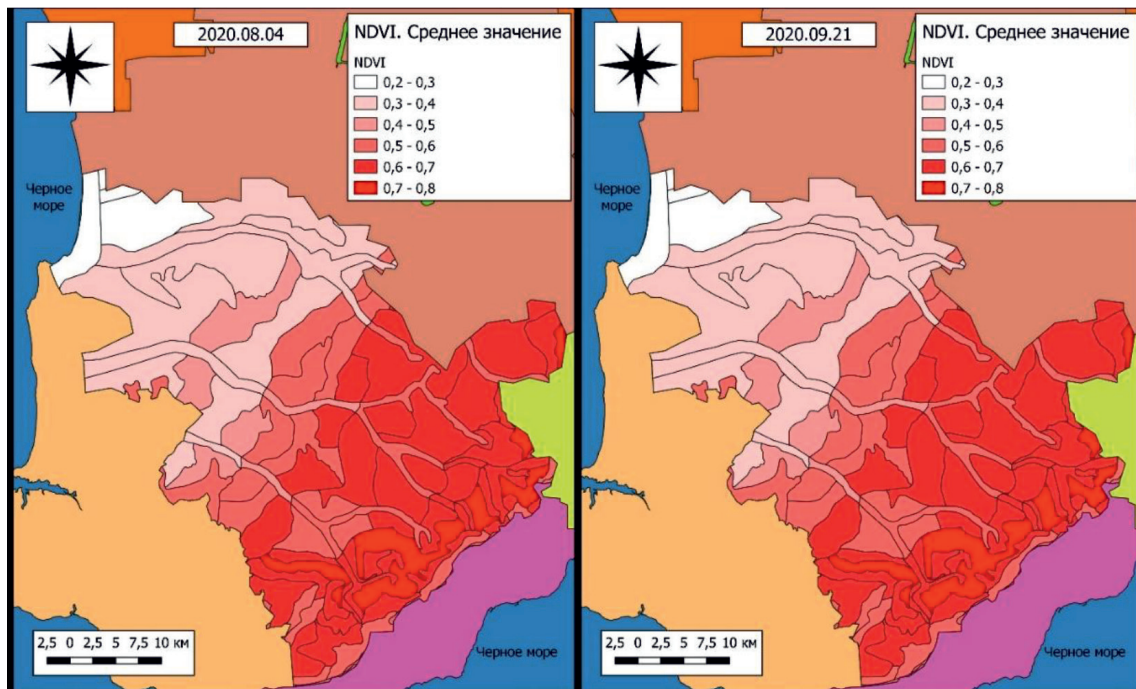 2020.08.04
NDVI. Среднее значение
NDVI
0,2 - 0,3
0,3 - 0,4
0,4 - 0,5
0,5 - 0,6
0,6 - 0,7
0,7 - 0,8
Черное
море
2,5 0 2,5 5 7,5 10 км
Черное море
2020.09.21
NDVI. Среднее значение
NDVI
0,2 - 0,3
0,3 - 0,4
0,4 - 0,5
0,5 - 0,6
0,6 - 0,7
0,7 - 0,8
Черное
море
2,5 0 2,5 5 7,5 10 км
Черное море